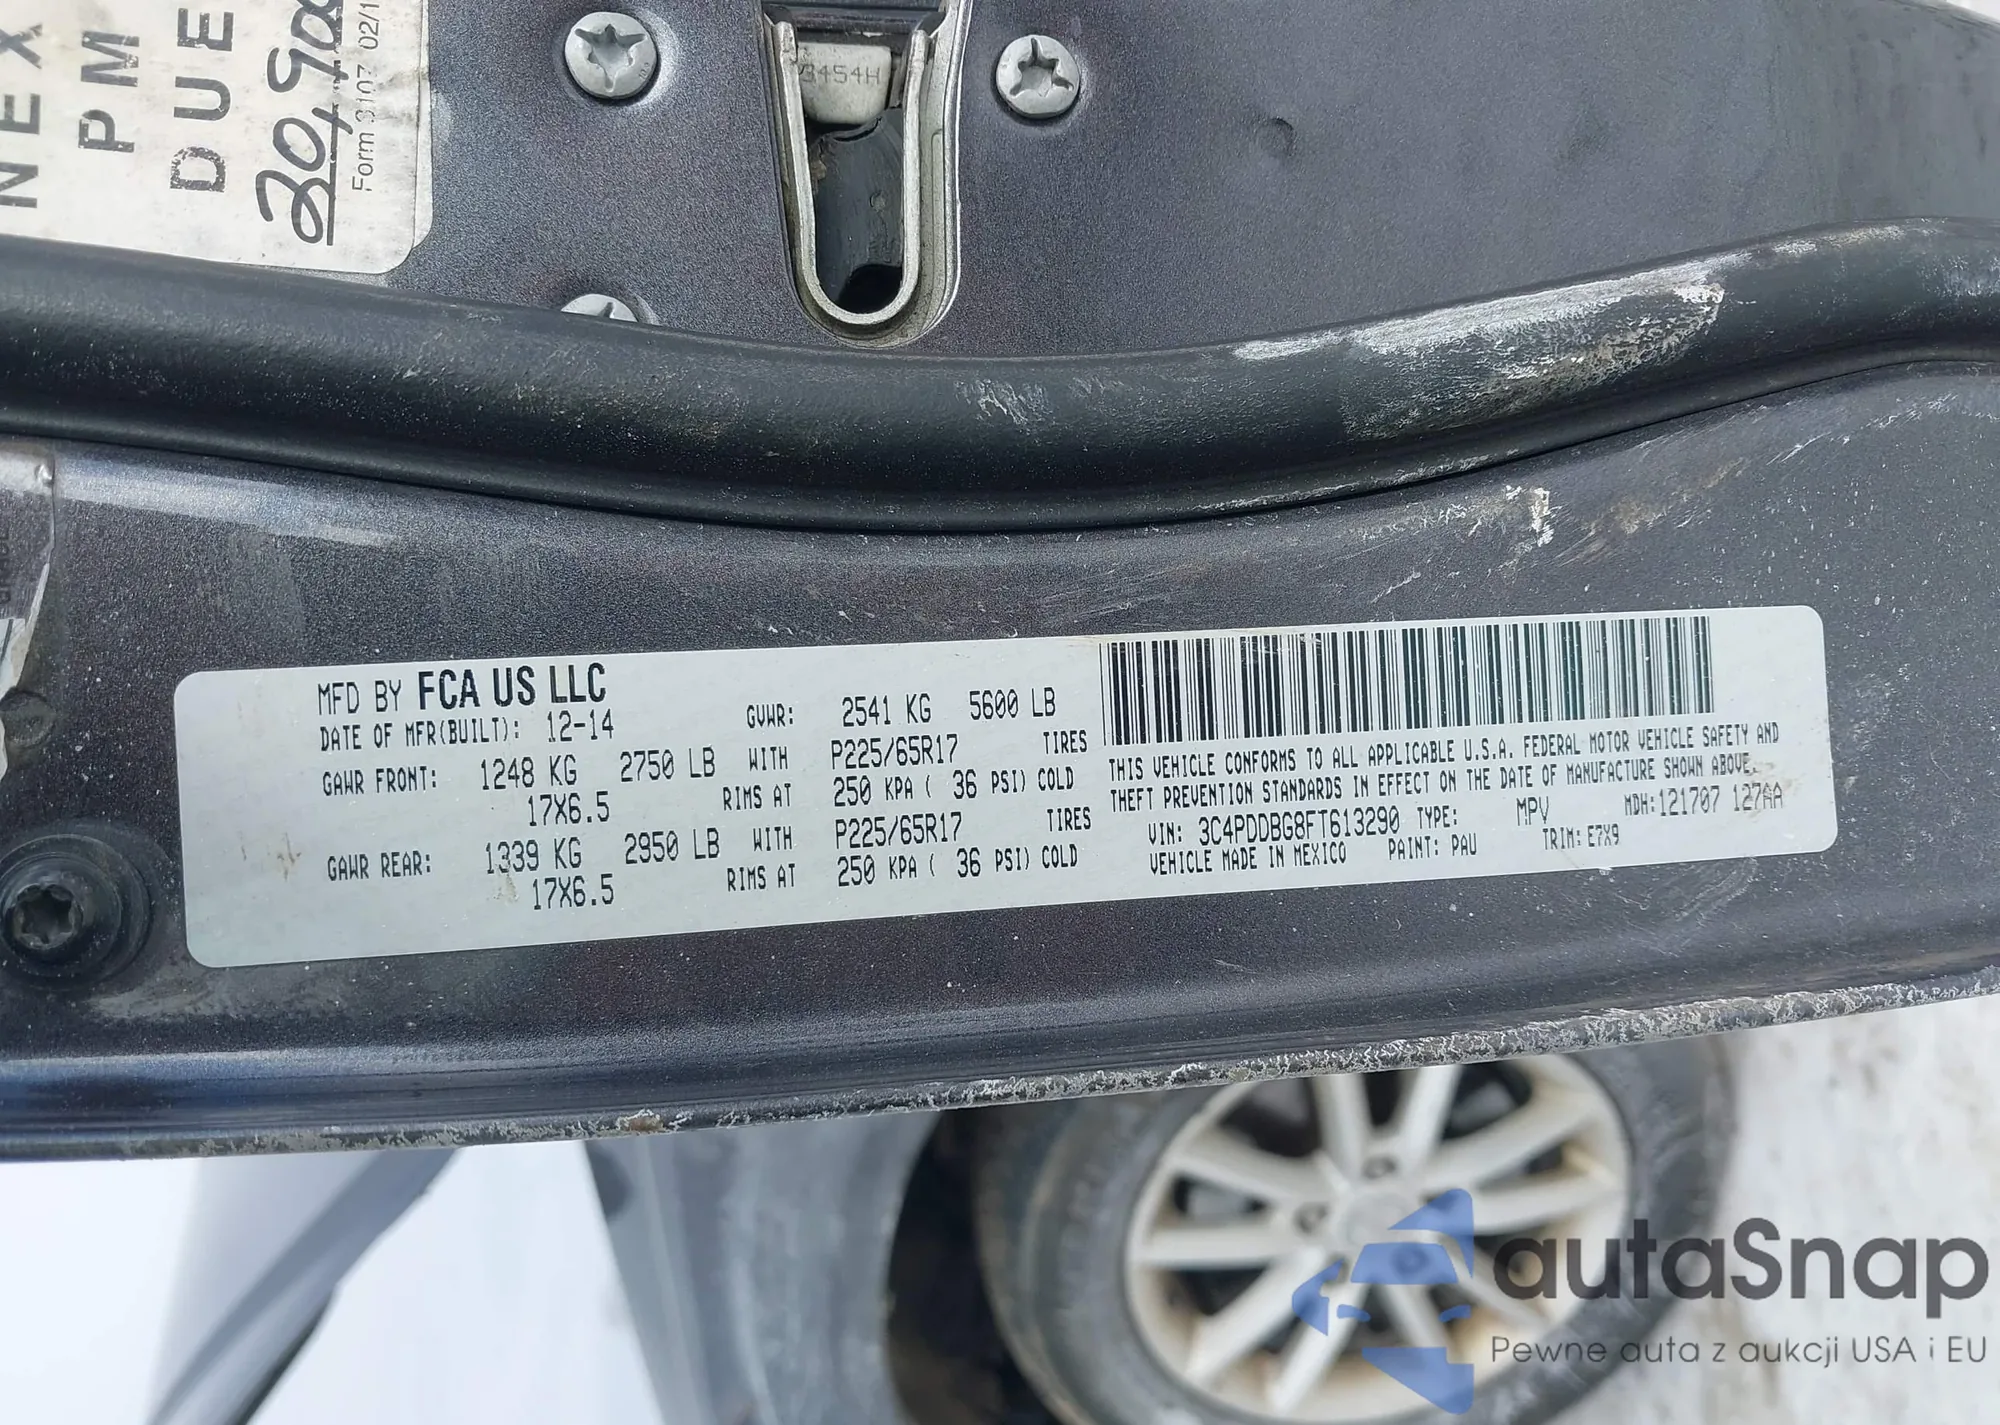 NEX
PM
DUE
30,900
Form 3107 02/1
3454H
MFD BY FCA US LLC
DATE OF MFR(BUILT): 12-14 GVWR: 2541 KG 5600 LB
GAWR FRONT: 1248 KG 2750 LB WITH P225/65R17 TIRES
17X6.5 RIMS AT 250 KPA ( 36 PSI) COLD
GAWR REAR: 1339 KG 2950 LB WITH P225/65R17 TIRES
17X6.5 RIMS AT 250 KPA ( 36 PSI) COLD
THIS VEHICLE CONFORMS TO ALL APPLICABLE U.S.A. FEDERAL MOTOR VEHICLE SAFETY AND
THEFT PREVENTION STANDARDS IN EFFECT ON THE DATE OF MANUFACTURE SHOWN ABOVE.
VIN: 3C4PDDBG8FT613290 TYPE: MPV MDH:121707 127AA
VEHICLE MADE IN MEXICO PAINT: PAU TRIM: E7X9
autaSnap
Pewne auta z aukcji USA i EU